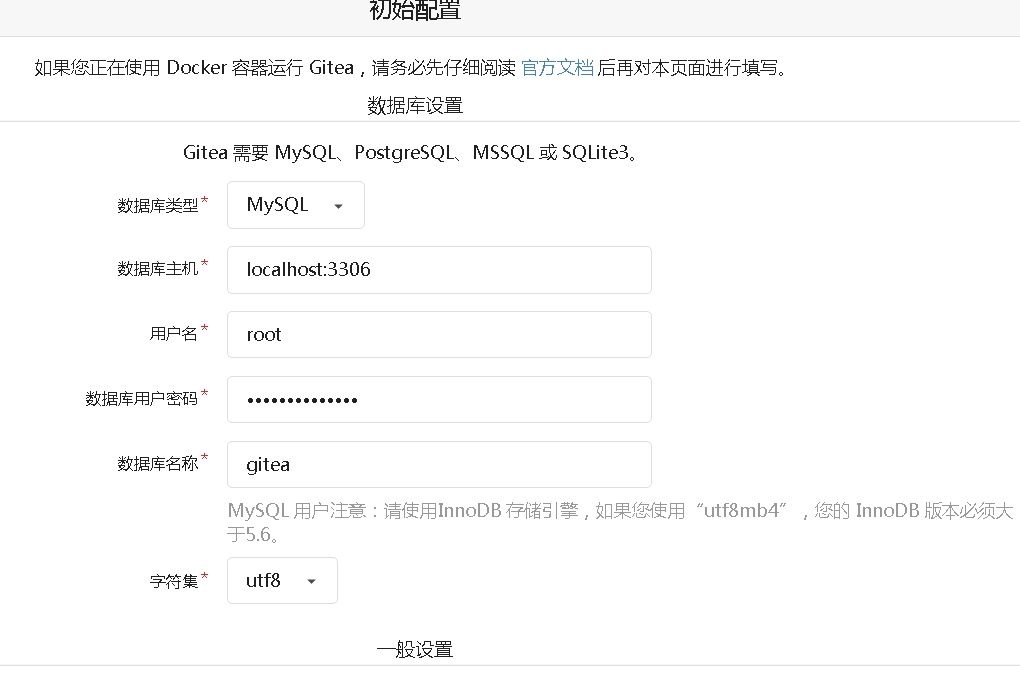 初始配置
如果您正在使用 Docker 容器运行 Gitea，请务必先仔细阅读 官方文档 后再对本页面进行填写。
数据库设置
Gitea 需要 MySQL、PostgreSQL、MSSQL 或 SQLite3。
数据库类型* MySQL
数据库主机* localhost:3306
用户名* root
数据库用户密码* ••••••••••••••
数据库名称* gitea
MySQL 用户注意：请使用InnoDB 存储引擎，如果您使用“utf8mb4”，您的 InnoDB 版本必须大
于5.6。
字符集* utf8
一般设置